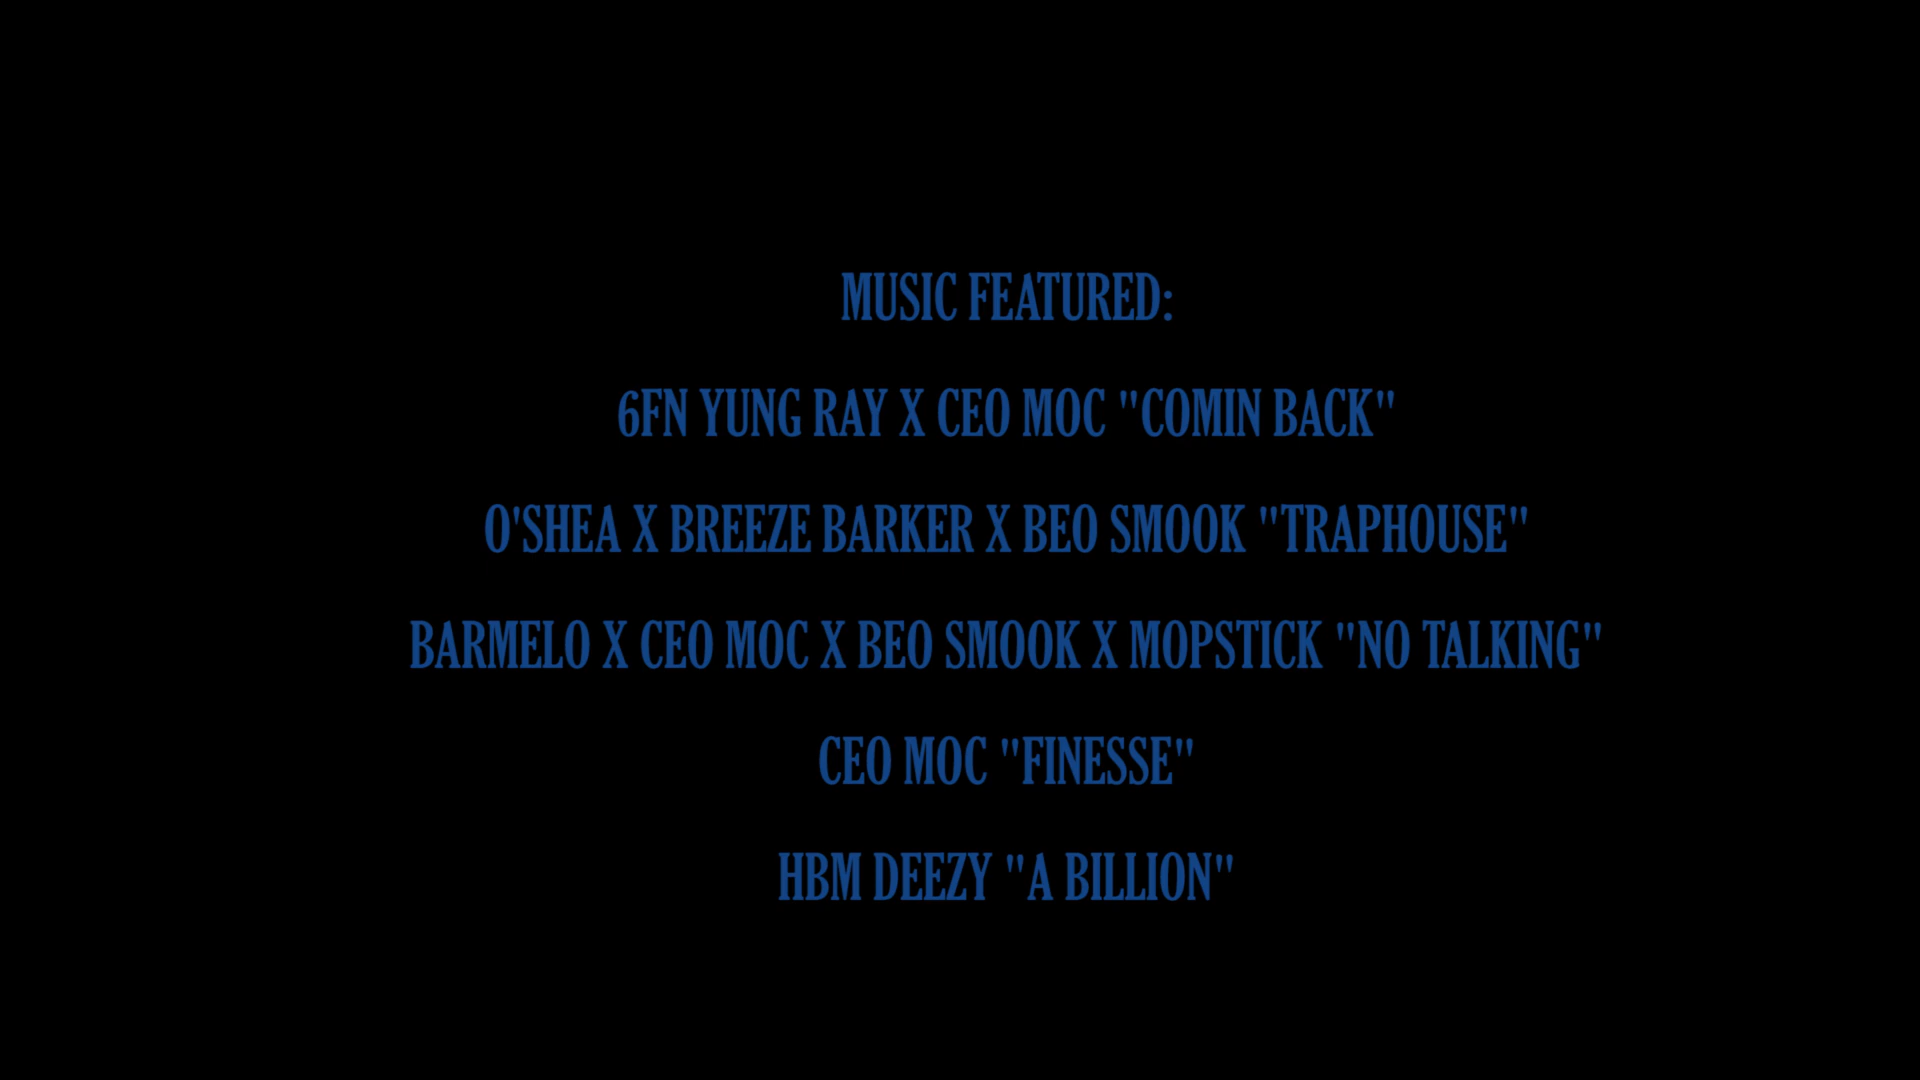 MUSIC FEATURED:
6FN YUNG RAY X CEO MOC "COMIN BACK"
O'SHEA X BREEZE BARKER X BEO SMOOK "TRAPHOUSE"
BARMELO X CEO MOC X BEO SMOOK X MOPSTICK "NO TALKING"
CEO MOC "FINESSE"
HBM DEEZY "A BILLION"